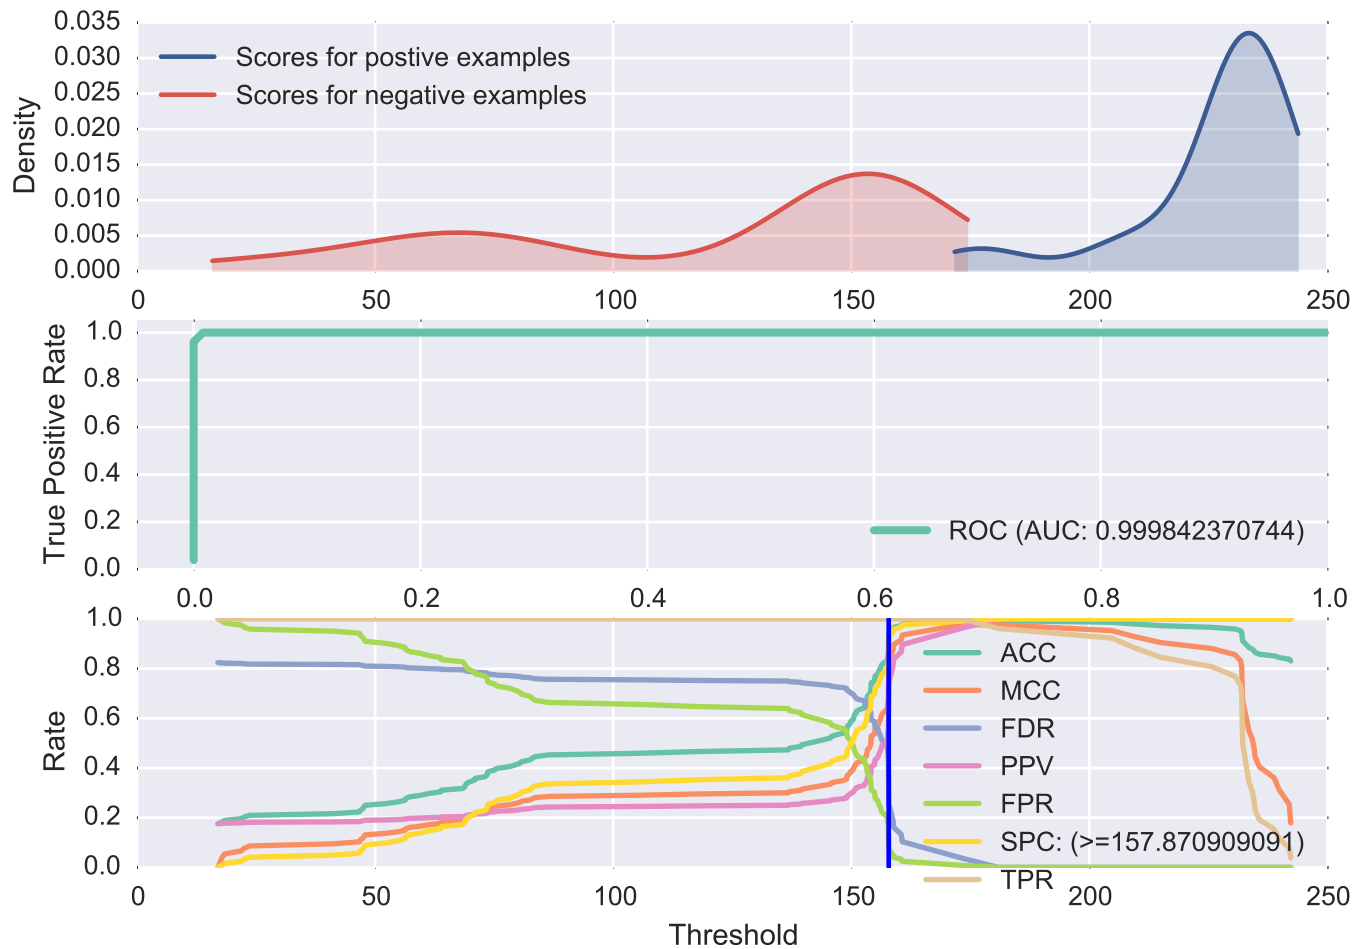 0.035
0.030
0.025
0.020
0.015
0.010
0.005
0.000
Density
Scores for postive examples
Scores for negative examples
0 50 100 150 200 250
1.0
0.8
0.6
0.4
0.2
0.0
True Positive Rate
ROC (AUC: 0.999842370744)
0.0 0.2 0.4 0.6 0.8 1.0
1.0
0.8
0.6
0.4
0.2
0.0
Rate
ACC
MCC
FDR
PPV
FPR
SPC: (>=157.870909091)
TPR
0 50 100 150 200 250
Threshold